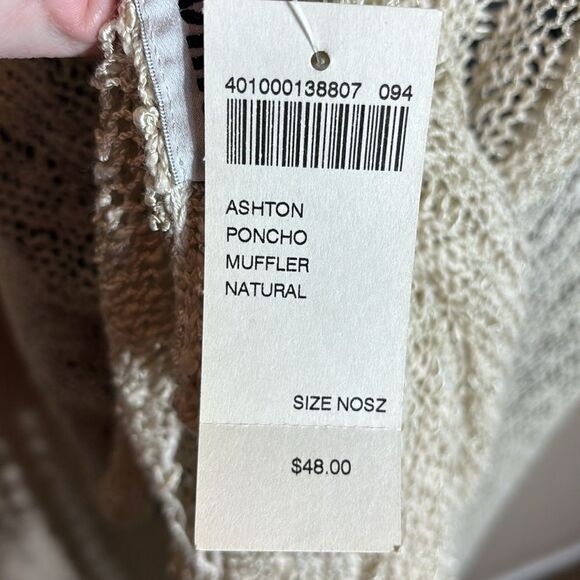 401000138807 094
ASHTON
PONCHO
MUFFLER
NATURAL
SIZE NOSZ
$48.00